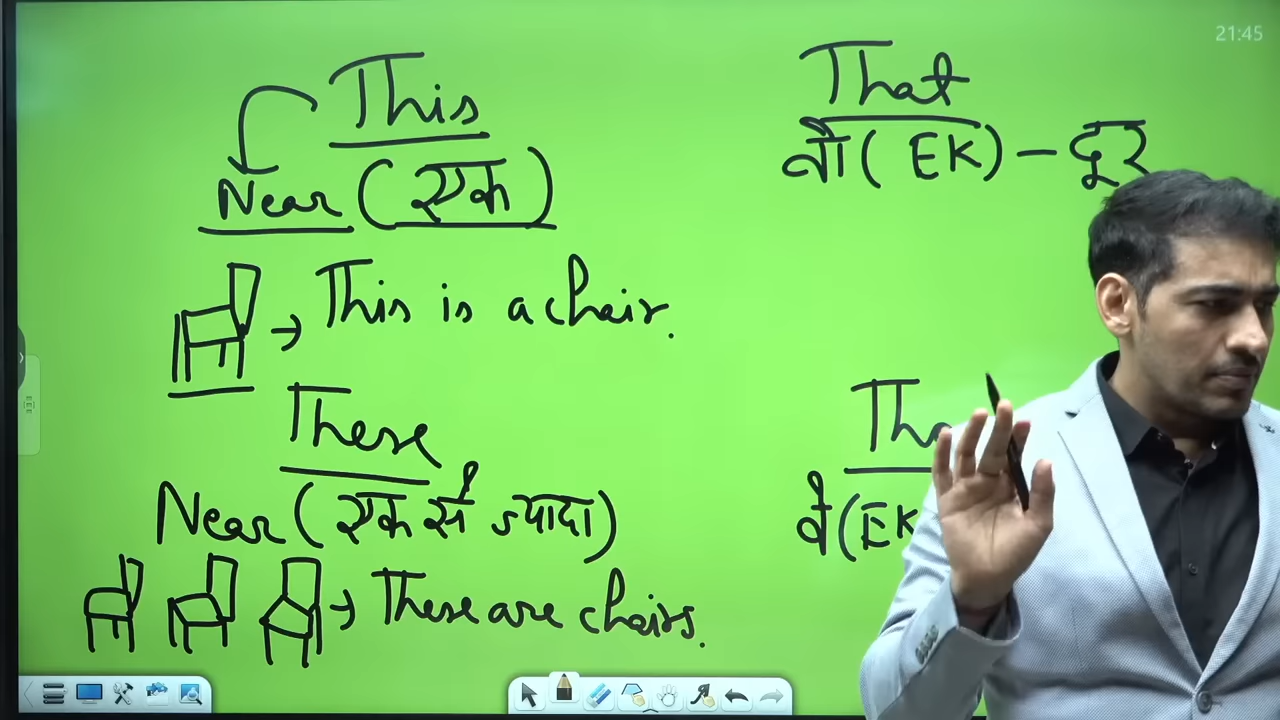 21:45
This
Near (एक)
This is a chair.
These
Near (एक से ज्यादा)
These are chairs.
That
वो (EK) - दूर
वे (EK